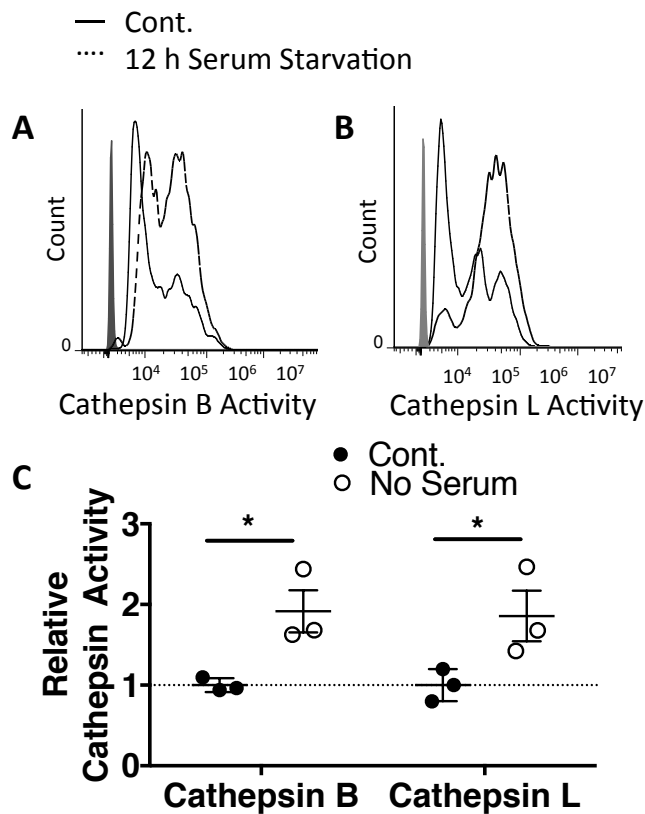 Cont.
12 h Serum Starvation
A
B
Count
Count
0
0
10⁴ 10⁵ 10⁶ 10⁷
10⁴ 10⁵ 10⁶ 10⁷
Cathepsin B Activity
Cathepsin L Activity
C
Cont.
No Serum
Relative
Cathepsin Activity
3
2
1
0
*
*
Cathepsin B
Cathepsin L